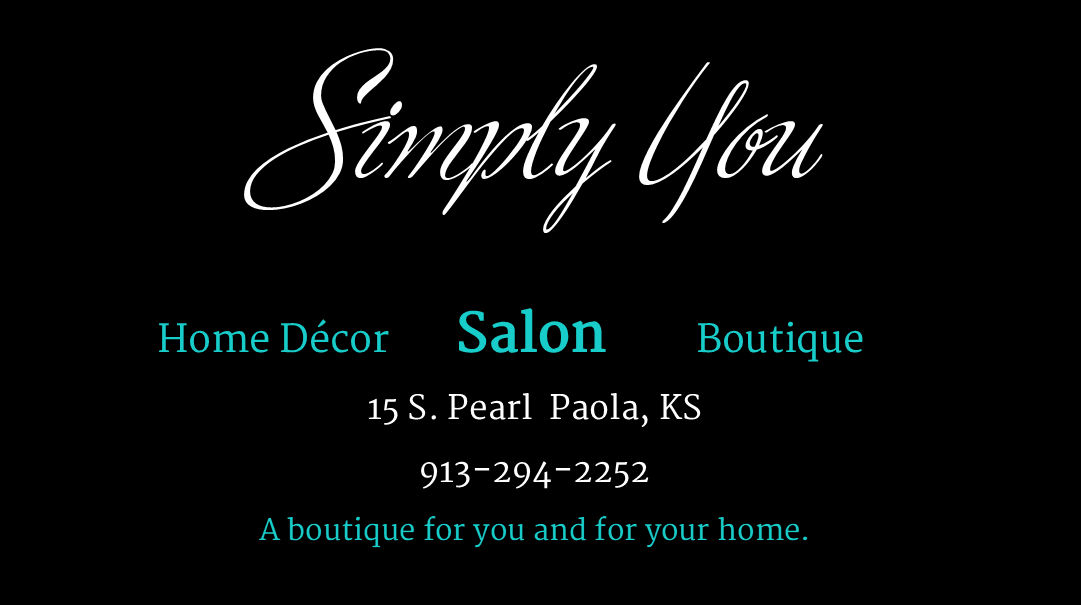 Simply You
Home Décor Salon Boutique
15 S. Pearl Paola, KS
913-294-2252
A boutique for you and for your home.